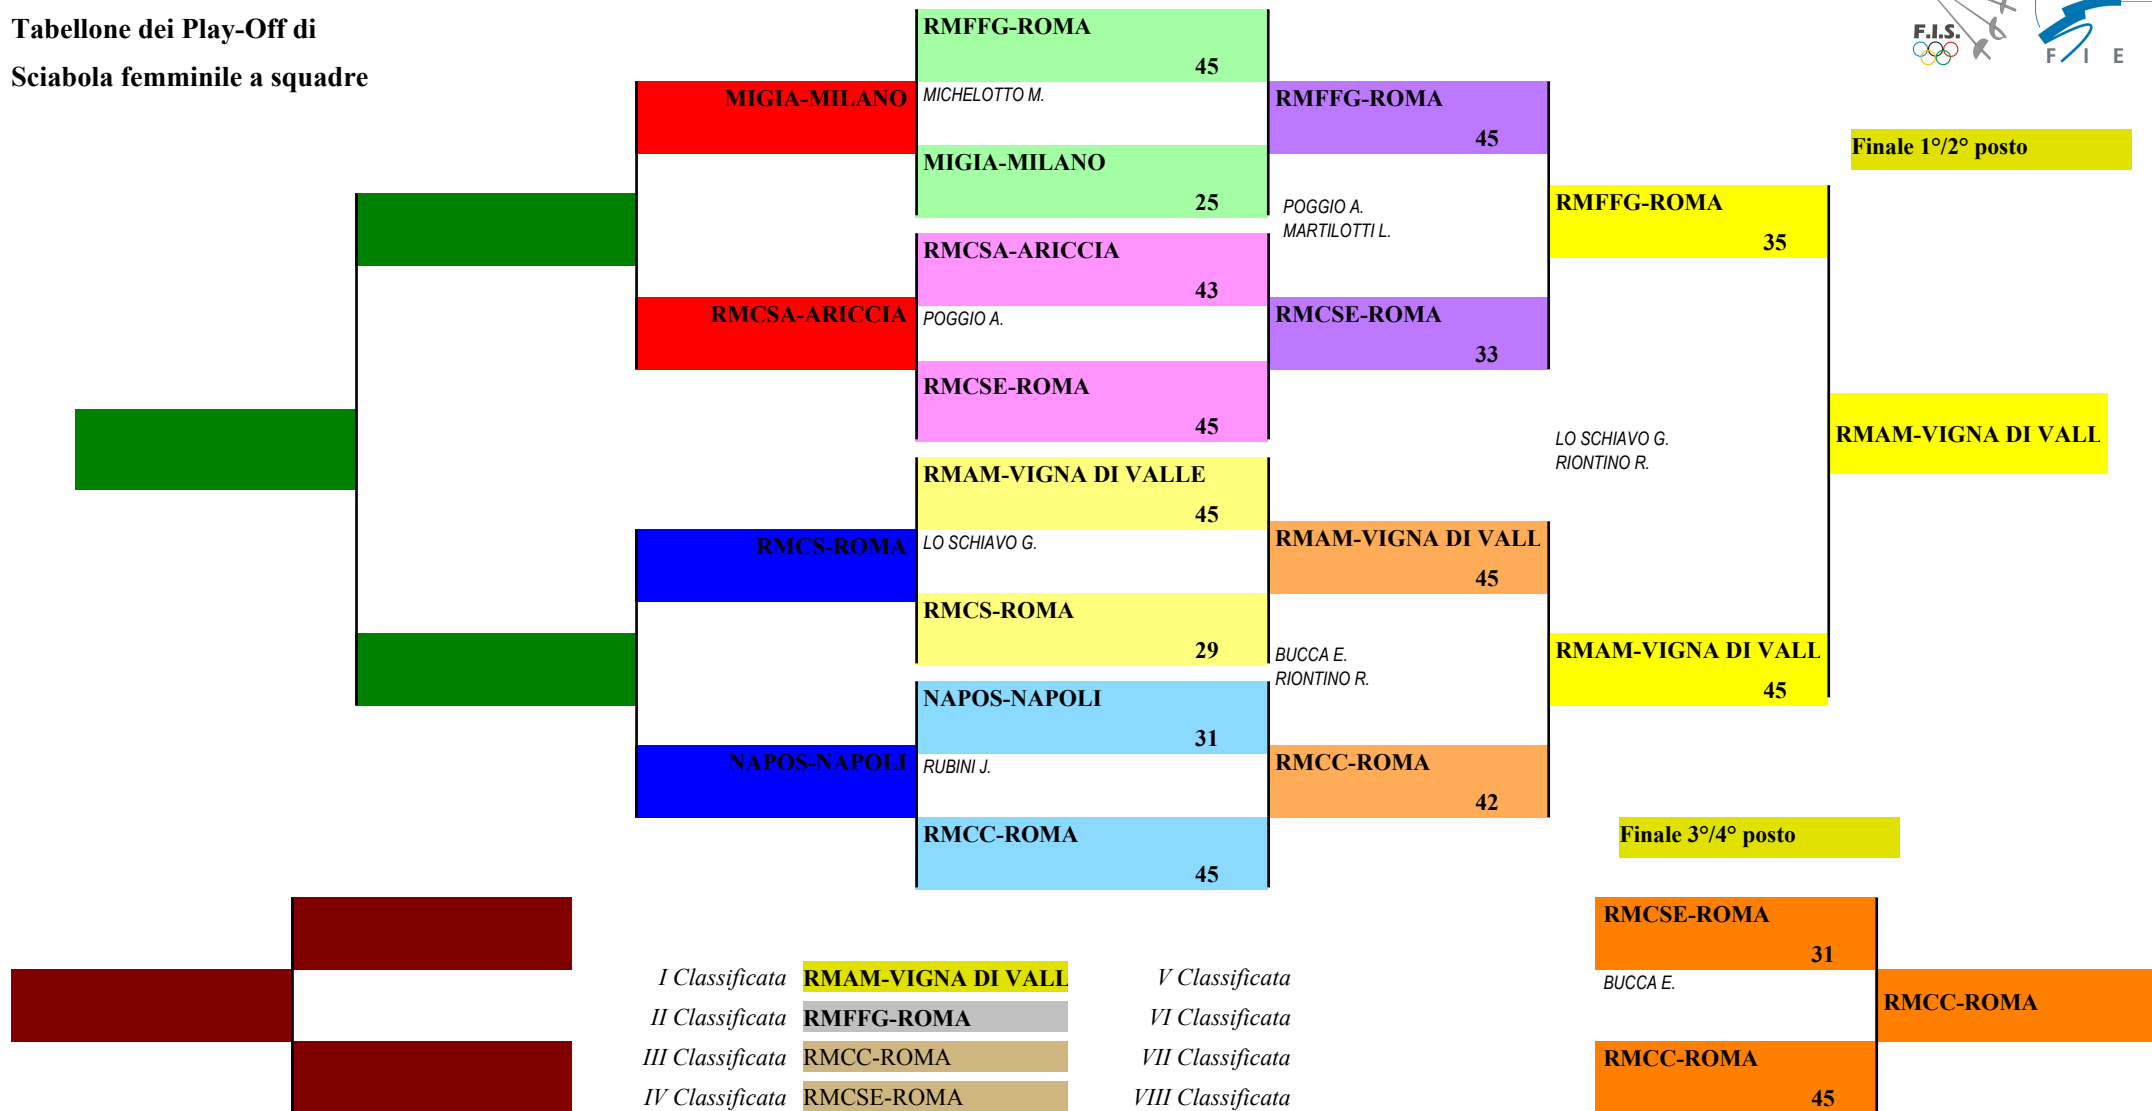 Tabellone dei Play-Off di
Sciabola femminile a squadre
F.I.S.
F I E
RMFFG-ROMA
45
MICHELOTTO M.
MIGIA-MILANO
25
RMCSA-ARICCIA
43
POGGIO A.
RMCSE-ROMA
45
RMAM-VIGNA DI VALLE
45
LO SCHIAVO G.
RMCS-ROMA
29
NAPOS-NAPOLI
31
RUBINI J.
RMCC-ROMA
45
MIGIA-MILANO
RMCSA-ARICCIA
RMCS-ROMA
NAPOS-NAPOLI
RMFFG-ROMA
45
POGGIO A.
MARTILOTTI L.
RMCSE-ROMA
33
RMAM-VIGNA DI VALL
45
BUCCA E.
RIONTINO R.
RMCC-ROMA
42
Finale 1°/2° posto
RMFFG-ROMA
35
LO SCHIAVO G.
RIONTINO R.
RMAM-VIGNA DI VALL
45
RMAM-VIGNA DI VALL
Finale 3°/4° posto
RMCSE-ROMA
31
BUCCA E.
RMCC-ROMA
45
RMCC-ROMA
I Classificata RMAM-VIGNA DI VALL
II Classificata RMFFG-ROMA
III Classificata RMCC-ROMA
IV Classificata RMCSE-ROMA
V Classificata
VI Classificata
VII Classificata
VIII Classificata